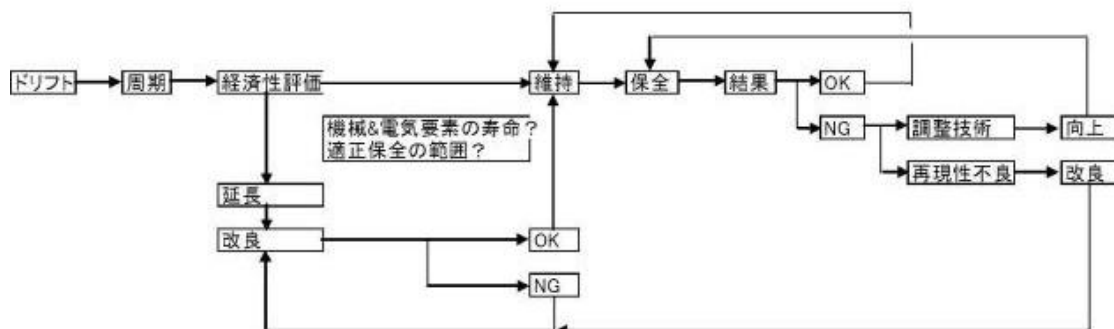 ドリフト
周期
経済性評価
維持
保全
結果
OK
NG
調整技術
向上
機械&電気要素の寿命？
適正保全の範囲？
再現性不良
改良
延長
改良
OK
NG